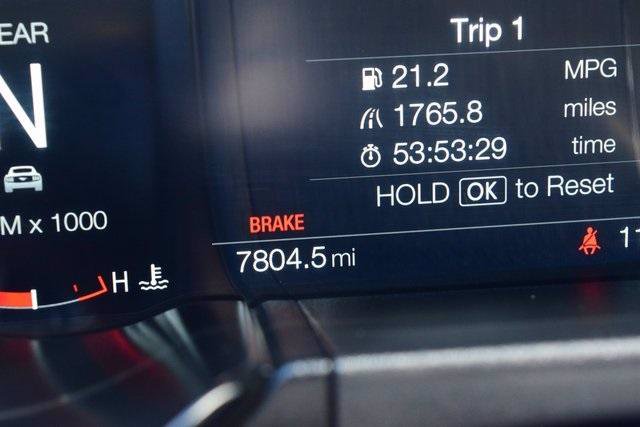 EAR
N
M x 1000
H
Trip 1
21.2 MPG
1765.8 miles
53:53:29 time
HOLD OK to Reset
BRAKE
7804.5 mi
11